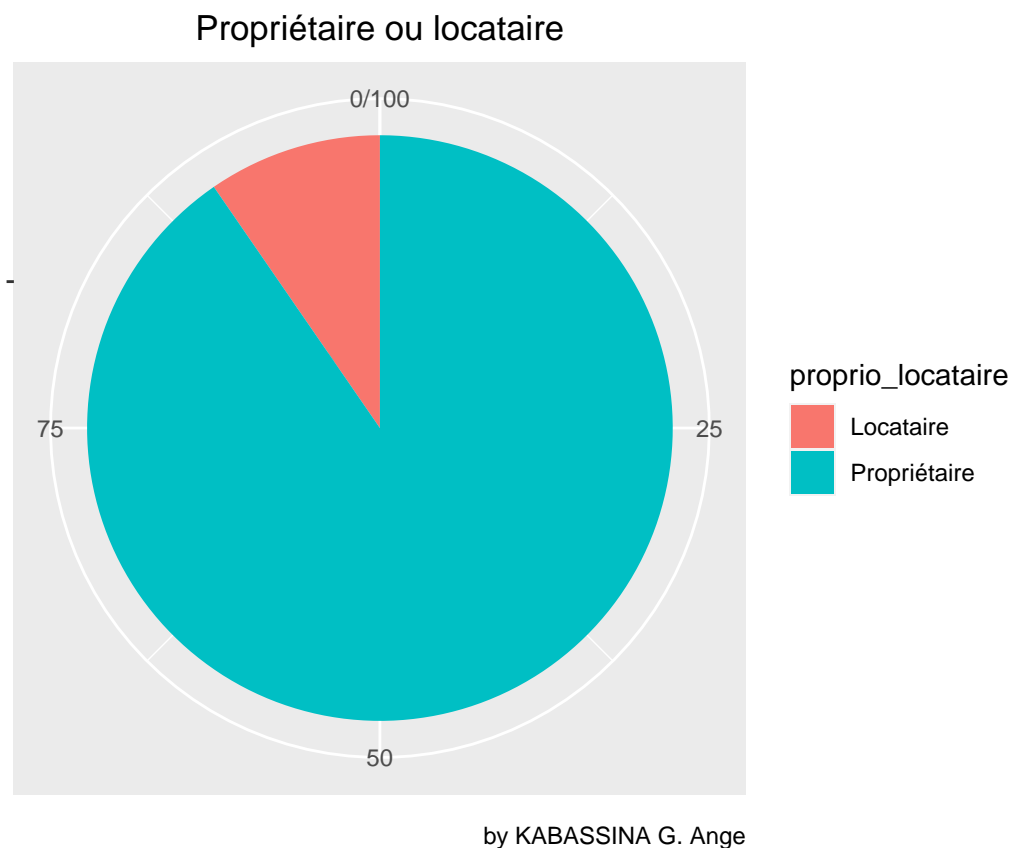 Propriétaire ou locataire
0/100
75
25
50
proprio_locataire
Locataire
Propriétaire
by KABASSINA G. Ange